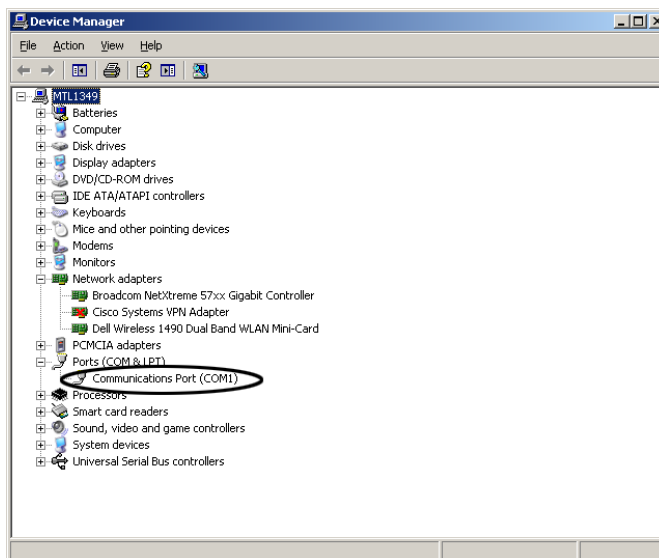 Device Manager
File Action View Help
MTL1349
Batteries
Computer
Disk drives
Display adapters
DVD/CD-ROM drives
IDE ATA/ATAPI controllers
Keyboards
Mice and other pointing devices
Modems
Monitors
Network adapters
Broadcom NetXtreme 57xx Gigabit Controller
Cisco Systems VPN Adapter
Dell Wireless 1490 Dual Band WLAN Mini-Card
PCMCIA adapters
Ports (COM & LPT)
Communications Port (COM1)
Processors
Smart card readers
Sound, video and game controllers
System devices
Universal Serial Bus controllers